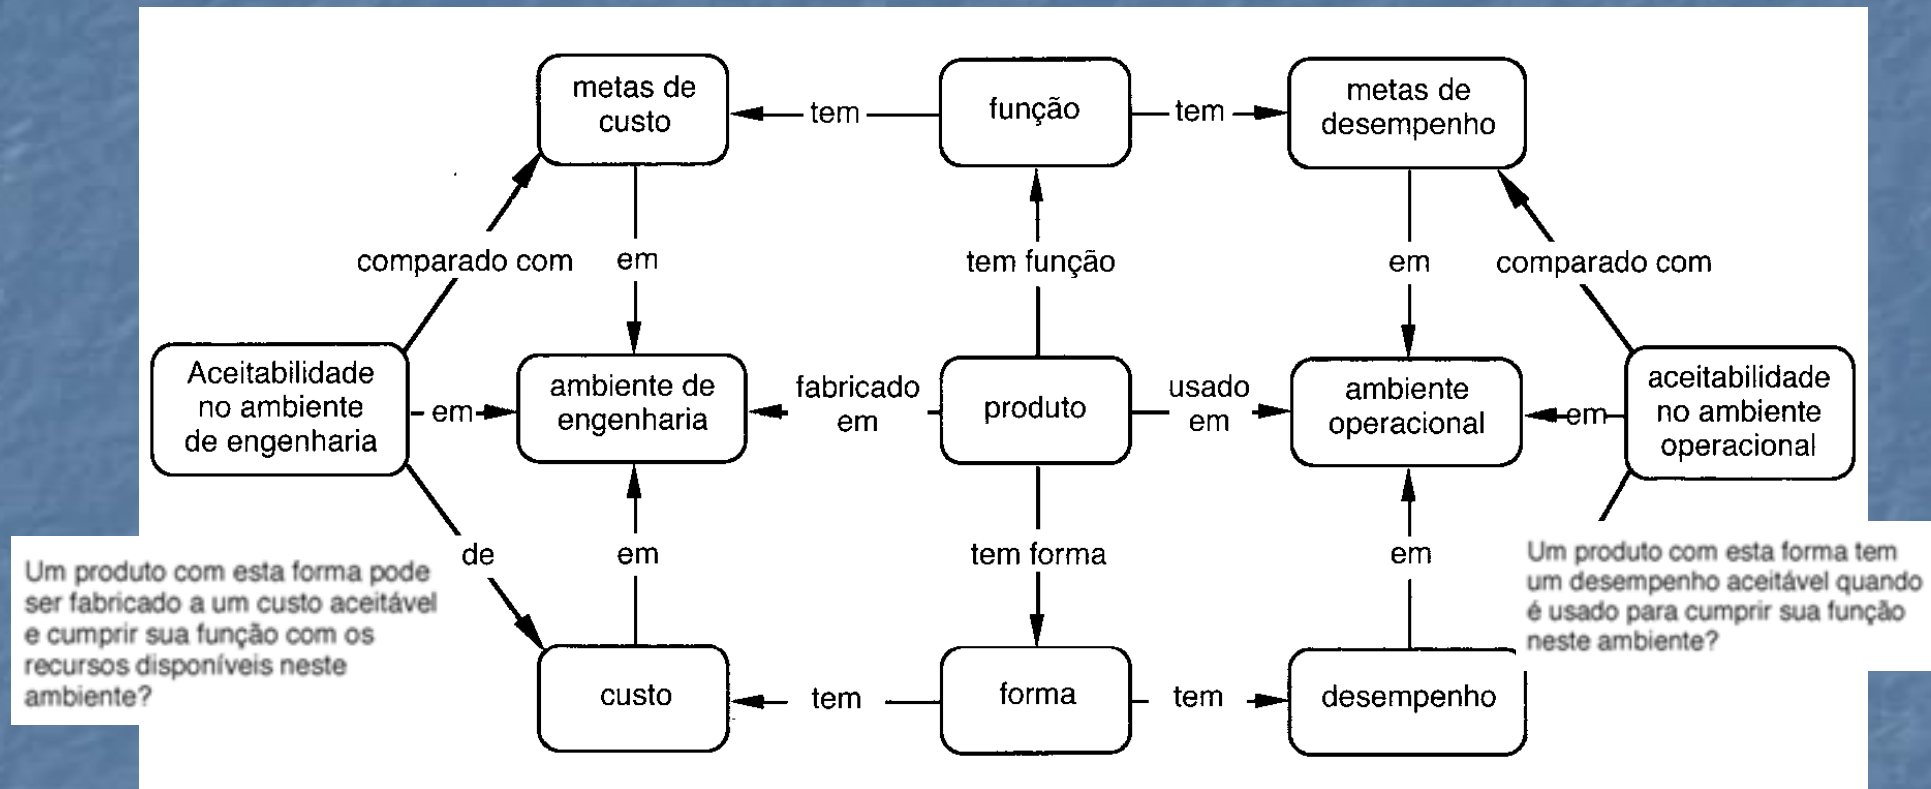 metas de
custo
tem
função
tem
metas de
desempenho
comparado com
em
tem função
em
comparado com
Aceitabilidade
no ambiente
de engenharia
em
ambiente de
engenharia
fabricado
em
produto
usado
em
ambiente
operacional
em
aceitabilidade
no ambiente
operacional
de
em
tem forma
em
Um produto com esta forma pode
ser fabricado a um custo aceitável
e cumprir sua função com os
recursos disponíveis neste
ambiente?
Um produto com esta forma tem
um desempenho aceitável quando
é usado para cumprir sua função
neste ambiente?
custo
tem
forma
tem
desempenho